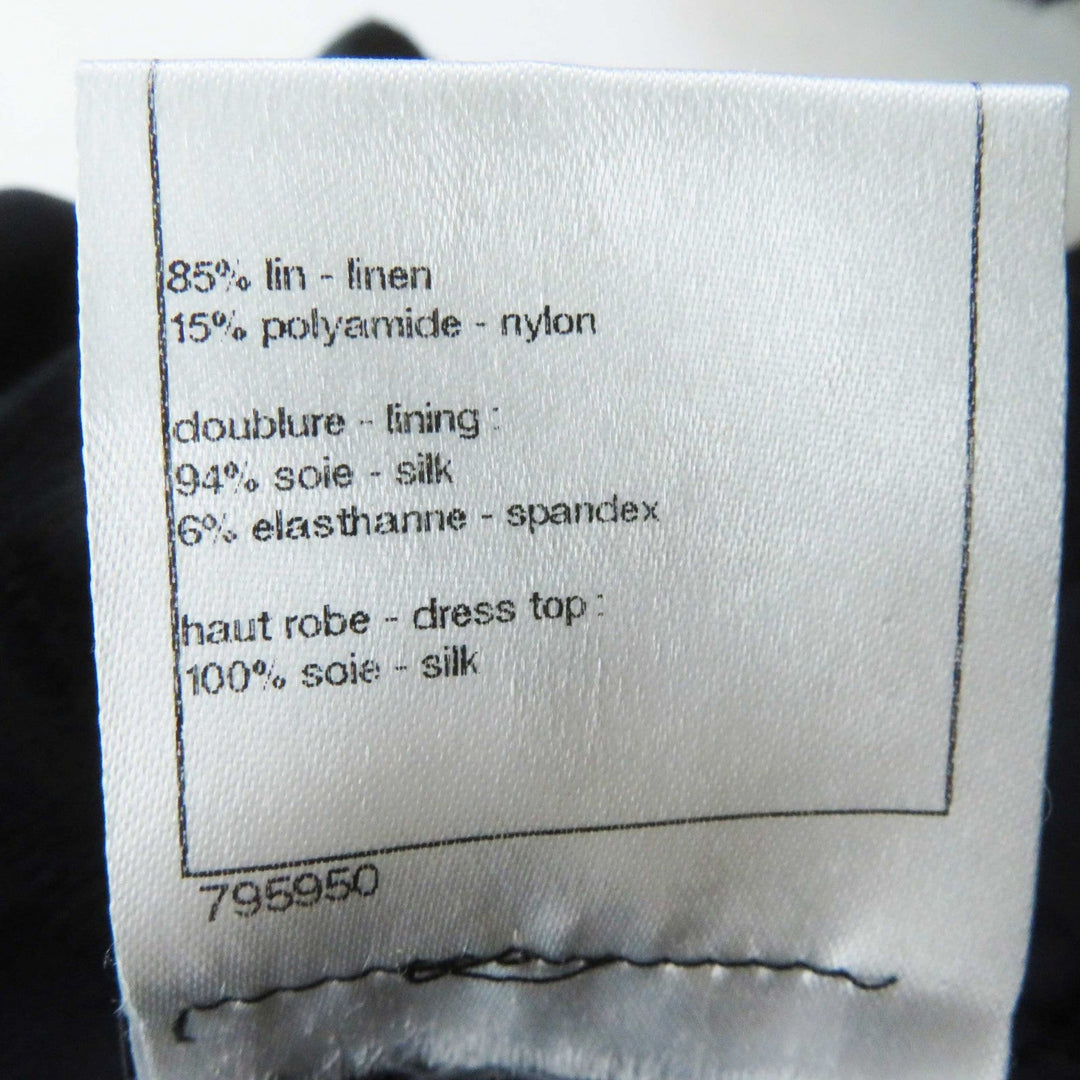 85% lin - linen
15% polyamide - nylon
doublure - lining :
94% soie - silk
6% elasthanne - spandex
haut robe - dress top :
100% soie - silk
795950